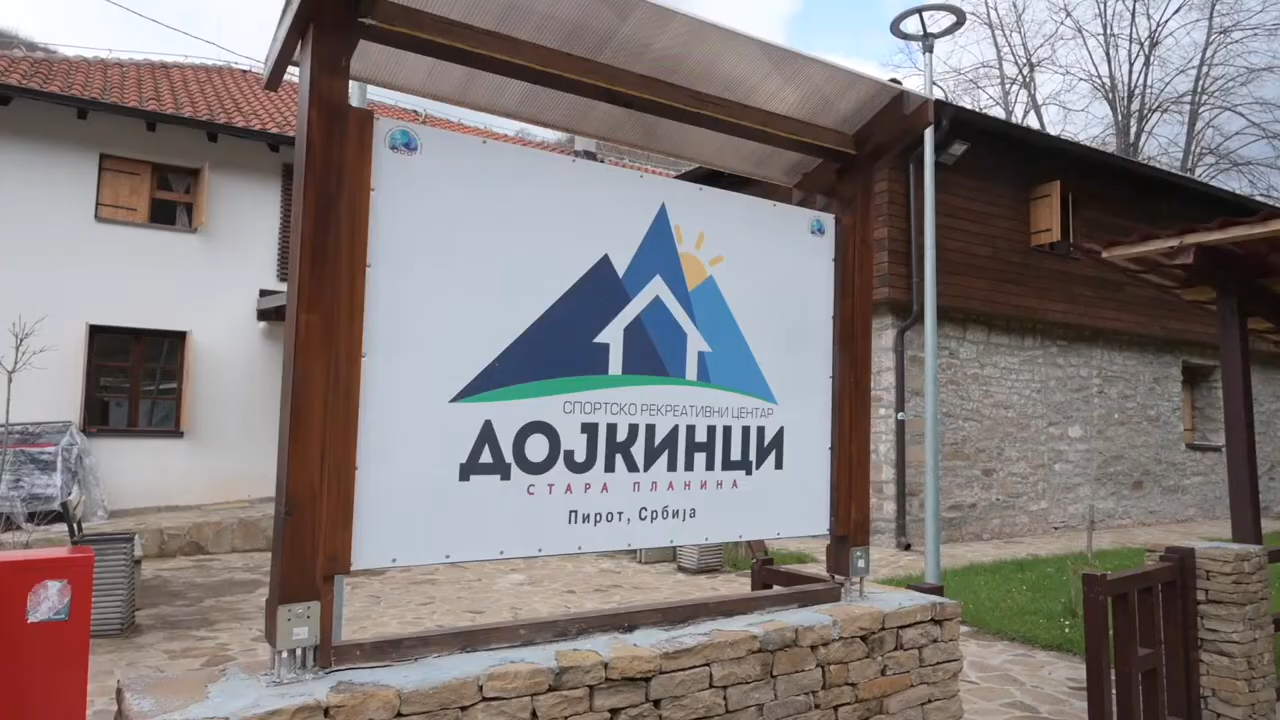 СПОРТСКО РЕКРЕАТИВНИ ЦЕНТАР
ДОЈКИНЦИ
СТАРА ПЛАНИНА
Пирот, Србија